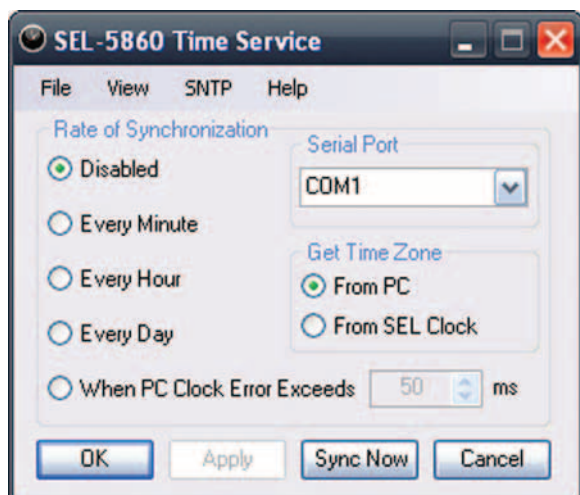 SEL-5860 Time Service
File View SNTP Help
Rate of Synchronization
Disabled
Every Minute
Every Hour
Every Day
When PC Clock Error Exceeds 50 ms
Serial Port
COM1
Get Time Zone
From PC
From SEL Clock
OK Apply Sync Now Cancel